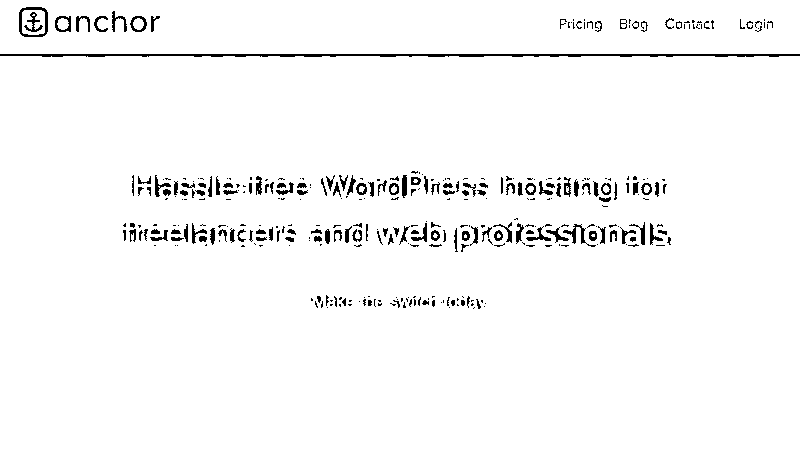 anchor
Pricing Blog Contact Login
Hassle-free WordPress hosting for
freelancers and web professionals.
Make the switch today.